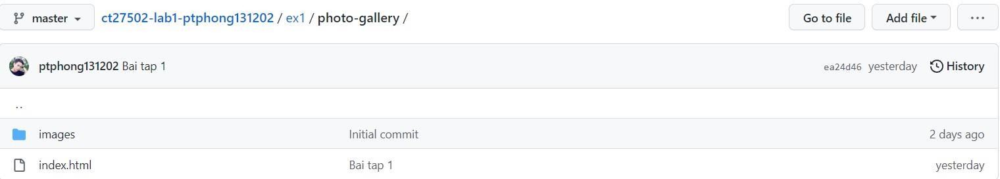 master ct27502-lab1-ptphong131202 / ex1 / photo-gallery / Go to file Add file ...
ptphong131202 Bai tap 1 ea24d46 yesterday History
..
images Initial commit 2 days ago
index.html Bai tap 1 yesterday